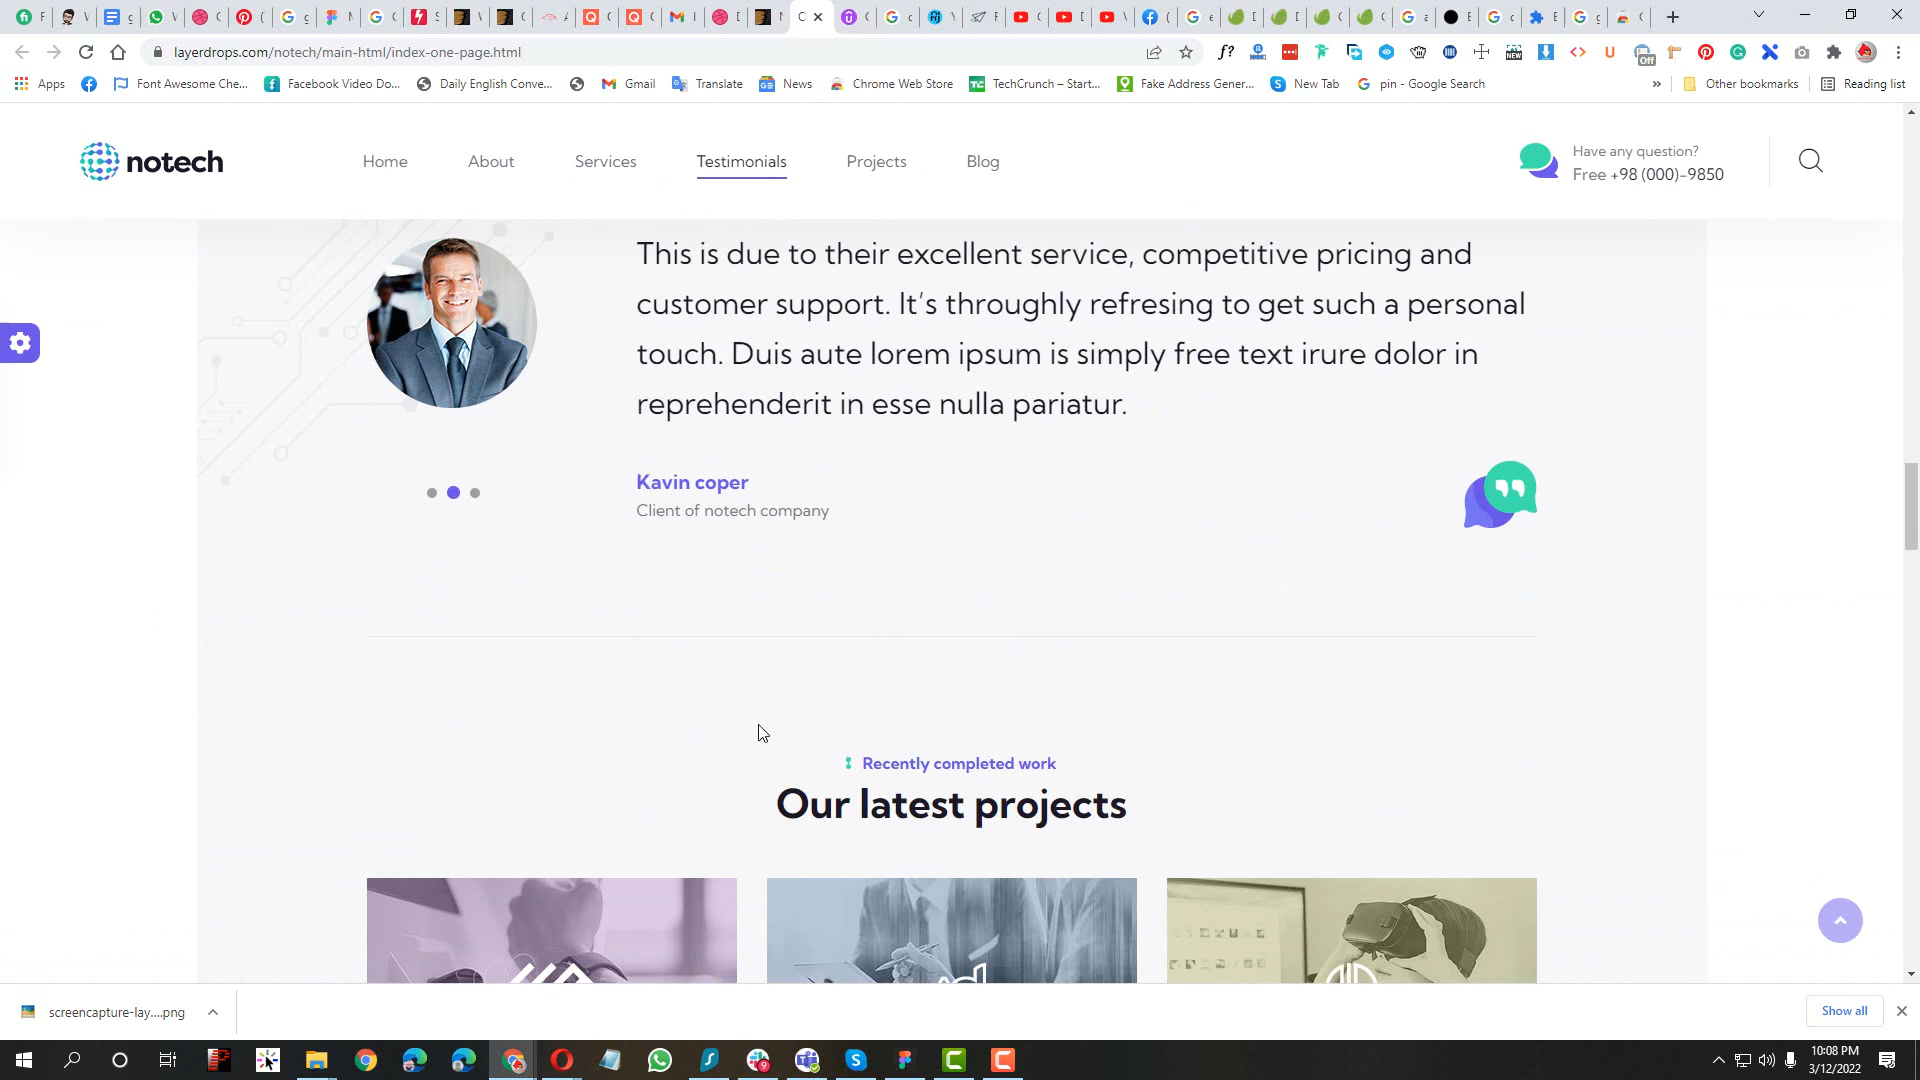 layerdrops.com/notech/main-html/index-one-page.html
Apps
Font Awesome Che...
Facebook Video Do...
Daily English Conve...
Gmail
Translate
News
Chrome Web Store
TechCrunch – Start...
Fake Address Gener...
New Tab
pin - Google Search
»
Other bookmarks
Reading list
notech
Home
About
Services
Testimonials
Projects
Blog
Have any question?
Free +98 (000)-9850
This is due to their excellent service, competitive pricing and
customer support. It's throughly refresing to get such a personal
touch. Duis aute lorem ipsum is simply free text irure dolor in
reprehenderit in esse nulla pariatur.
Kavin coper
Client of notech company
Recently completed work
Our latest projects
screencapture-lay....png
Show all
10:08 PM
3/12/2022